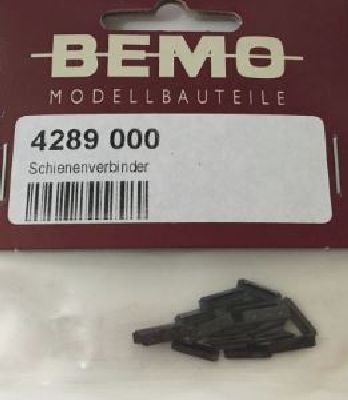 BEMO
MODELLBAUTEILE
4289 000
Schienenverbinder